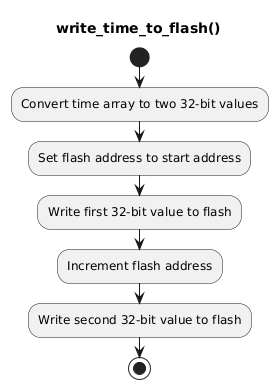 write_time_to_flash()
Convert time array to two 32-bit values
Set flash address to start address
Write first 32-bit value to flash
Increment flash address
Write second 32-bit value to flash